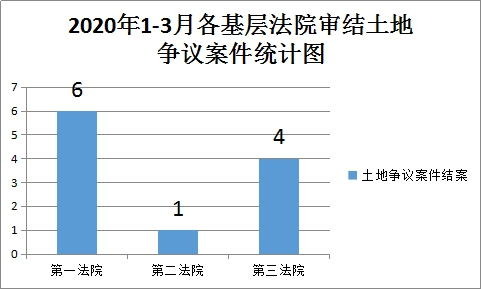 2020年1-3月各基层法院审结土地
争议案件统计图
7
6
5
4
3
2
1
0
6
1
4
第一法院
第二法院
第三法院
土地争议案件结案